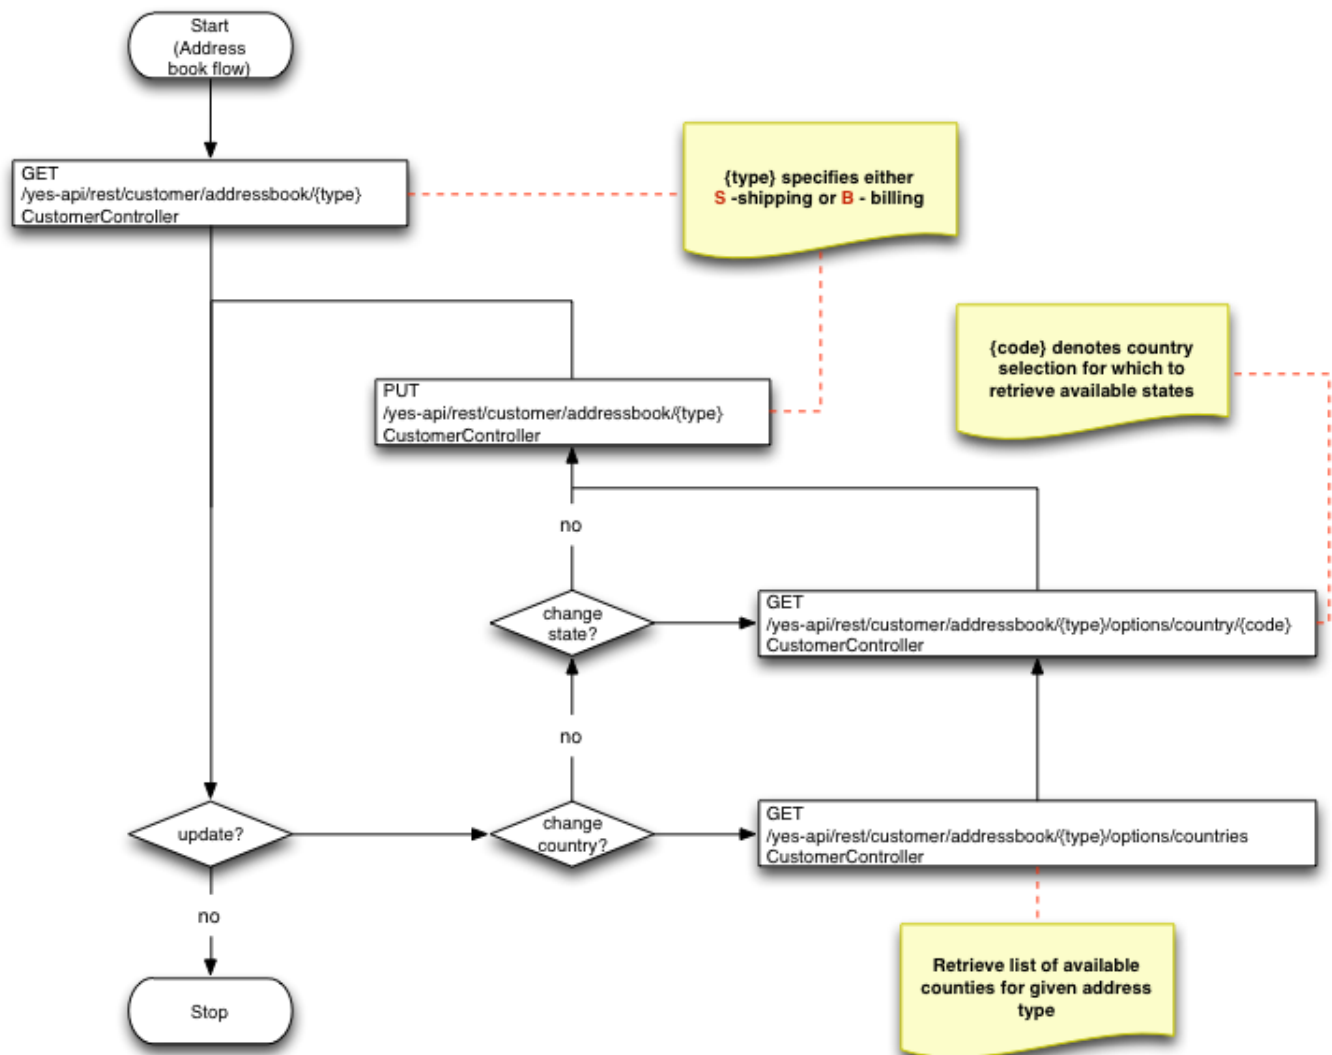 Start
(Address
book flow)
GET
/yes-api/rest/customer/addressbook/{type}
CustomerController
{type} specifies either
S -shipping or B - billing
{code} denotes country
selection for which to
retrieve available states
PUT
/yes-api/rest/customer/addressbook/{type}
CustomerController
no
change
state?
GET
/yes-api/rest/customer/addressbook/{type}/options/country/{code}
CustomerController
no
update?
change
country?
GET
/yes-api/rest/customer/addressbook/{type}/options/countries
CustomerController
no
Stop
Retrieve list of available
counties for given address
type